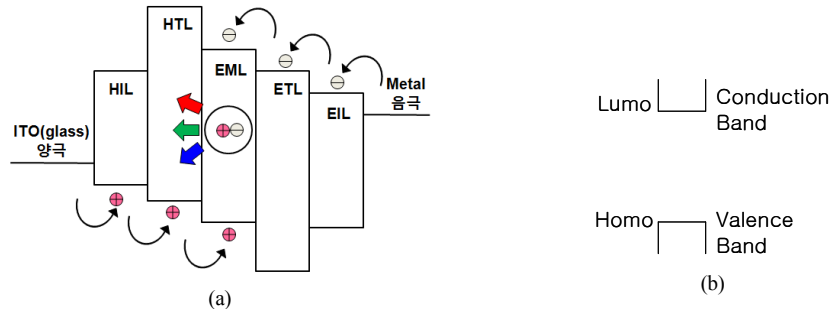 HTL
EML
HIL
ETL
EIL
Metal
음극
ITO(glass)
양극
(a)
Lumo
Conduction
Band
Homo
Valence
Band
(b)